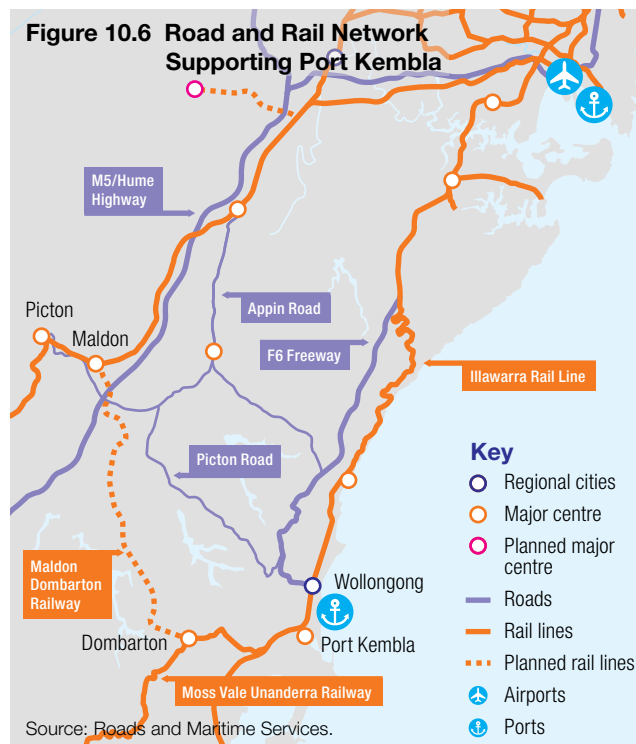 Figure 10.6 Road and Rail Network
Supporting Port Kembla
M5/Hume
Highway
Appin Road
Picton
Maldon
F6 Freeway
Illawarra Rail Line
Picton Road
Maldon
Dombarton
Railway
Wollongong
Dombarton
Port Kembla
Moss Vale Unanderra Railway
Key
Regional cities
Major centre
Planned major
centre
Roads
Rail lines
Planned rail lines
Airports
Ports
Source: Roads and Maritime Services.